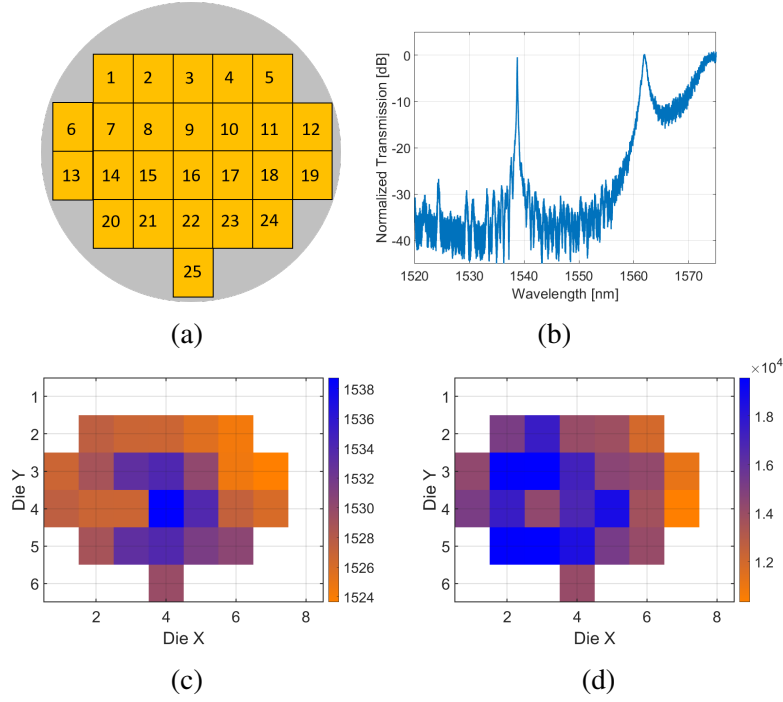 1 2 3 4 5
6 7 8 9 10 11 12
13 14 15 16 17 18 19
20 21 22 23 24
25
(a)
0
-10
-20
-30
-40
Normalized Transmission [dB]
1520 1530 1540 1550 1560 1570
Wavelength [nm]
(b)
1
2
3
4
5
6
Die Y
2 4 6 8
Die X
1538
1536
1534
1532
1530
1528
1526
1524
(c)
×10⁴
1
2
3
4
5
6
Die Y
2 4 6 8
Die X
1.8
1.6
1.4
1.2
(d)